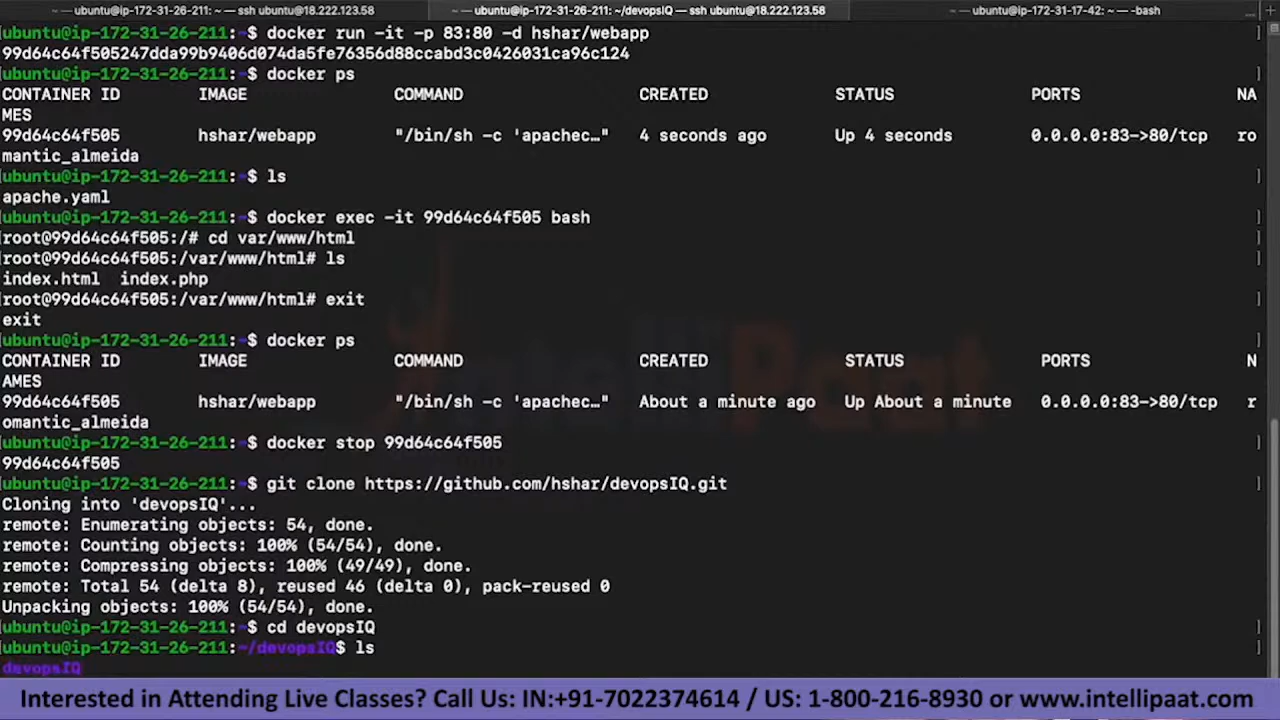 ubuntu@ip-172-31-26-211: ~ — ssh ubuntu@18.222.123.58
~ — ubuntu@ip-172-31-26-211: ~/devopsIQ — ssh ubuntu@18.222.123.58
~ — ubuntu@ip-172-31-17-42: ~ — -bash
[ubuntu@ip-172-31-26-211:~$ docker run -it -p 83:80 -d hshar/webapp ]
99d64c64f505247dda99b9406d074da5fe76356d88ccabd3c0426031ca96c124
[ubuntu@ip-172-31-26-211:~$ docker ps ]
CONTAINER ID IMAGE COMMAND CREATED STATUS PORTS NA
MES
99d64c64f505 hshar/webapp "/bin/sh -c 'apachec…" 4 seconds ago Up 4 seconds 0.0.0.0:83->80/tcp ro
mantic_almeida
[ubuntu@ip-172-31-26-211:~$ ls ]
apache.yaml
[ubuntu@ip-172-31-26-211:~$ docker exec -it 99d64c64f505 bash ]
[root@99d64c64f505:/# cd var/www/html ]
[root@99d64c64f505:/var/www/html# ls ]
index.html index.php
[root@99d64c64f505:/var/www/html# exit ]
exit
[ubuntu@ip-172-31-26-211:~$ docker ps ]
CONTAINER ID IMAGE COMMAND CREATED STATUS PORTS N
AMES
99d64c64f505 hshar/webapp "/bin/sh -c 'apachec…" About a minute ago Up About a minute 0.0.0.0:83->80/tcp r
omantic_almeida
[ubuntu@ip-172-31-26-211:~$ docker stop 99d64c64f505 ]
99d64c64f505
[ubuntu@ip-172-31-26-211:~$ git clone https://github.com/hshar/devopsIQ.git ]
Cloning into 'devopsIQ'...
remote: Enumerating objects: 54, done.
remote: Counting objects: 100% (54/54), done.
remote: Compressing objects: 100% (49/49), done.
remote: Total 54 (delta 8), reused 46 (delta 0), pack-reused 0
Unpacking objects: 100% (54/54), done.
[ubuntu@ip-172-31-26-211:~$ cd devopsIQ ]
[ubuntu@ip-172-31-26-211:~/devopsIQ$ ls ]
devopsIQ
IntelliPaat
Interested in Attending Live Classes? Call Us: IN:+91-7022374614 / US: 1-800-216-8930 or www.intellipaat.com